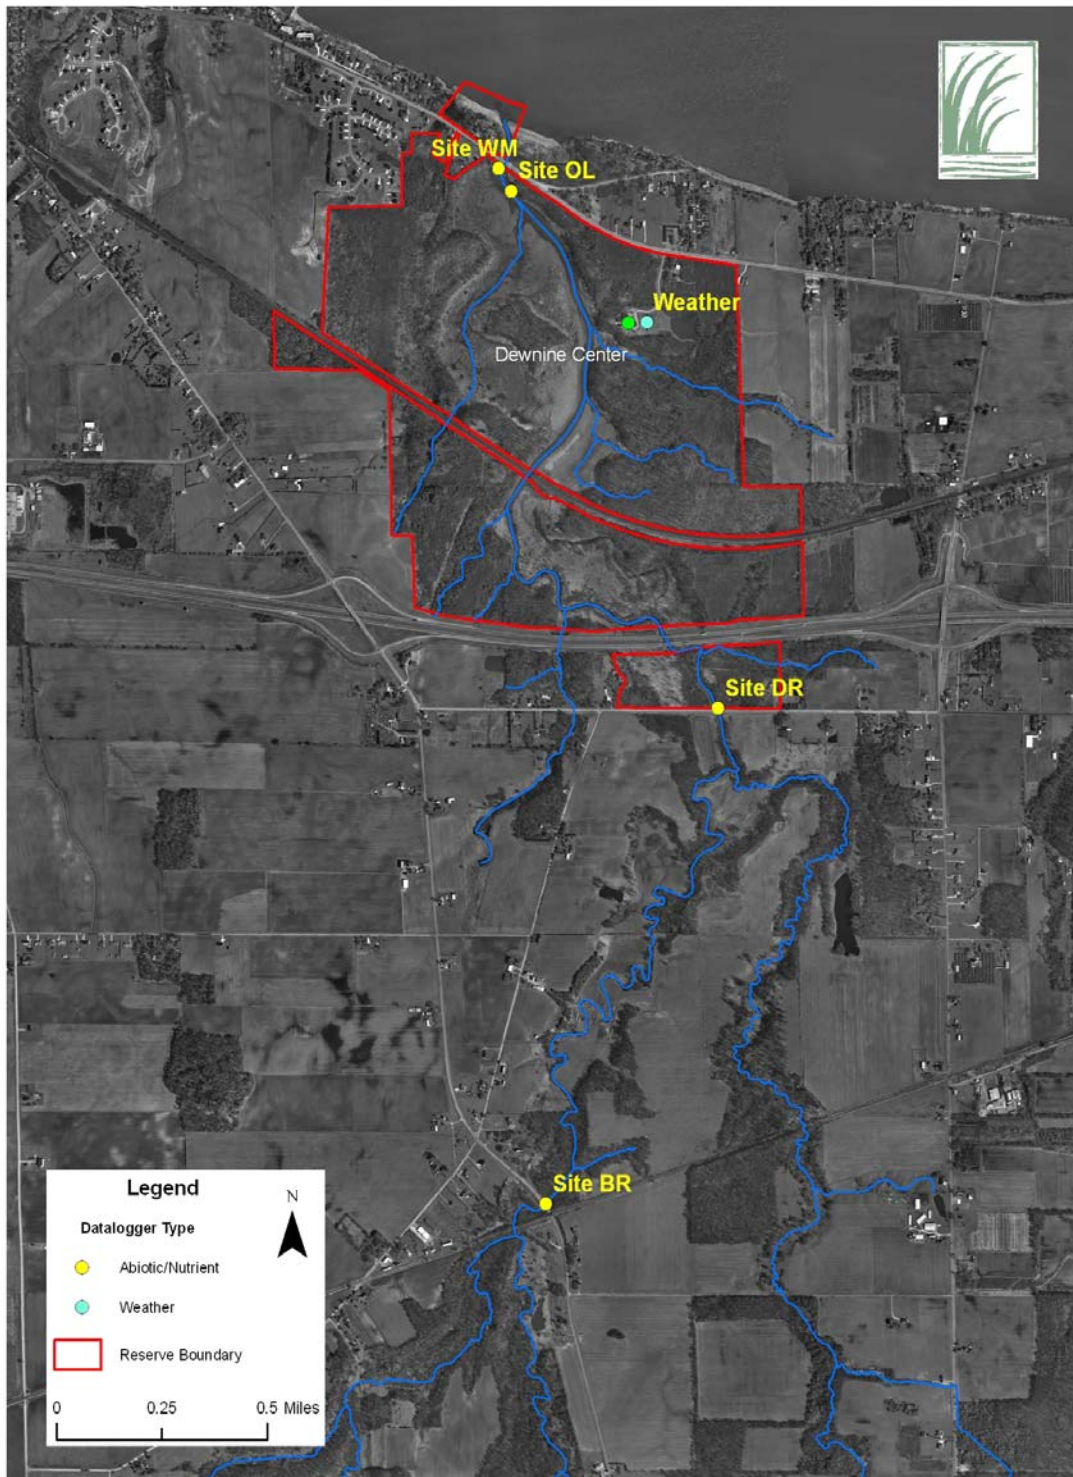 Site WM
Site OL
Weather
Dewnine Center
Site DR
Site BR
Legend
N
Datalogger Type
Abiotic/Nutrient
Weather
Reserve Boundary
0 0.25 0.5 Miles